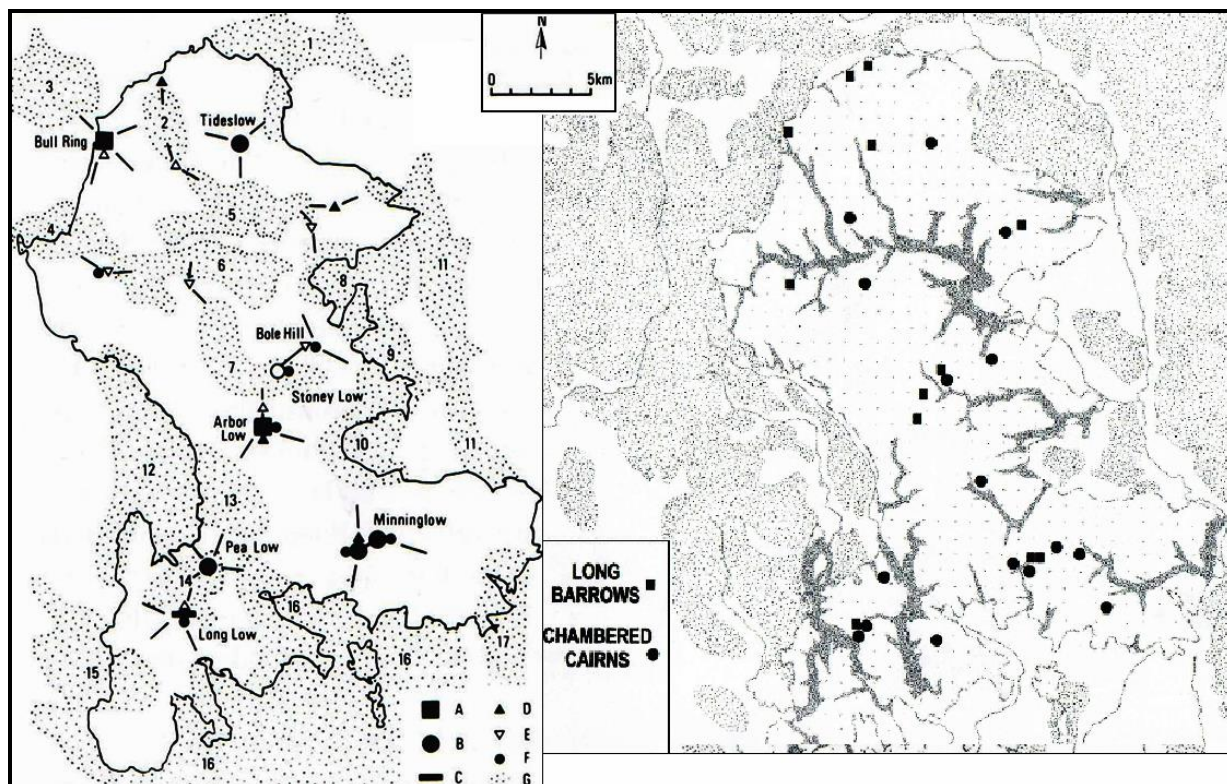 N
0 5km
1
3
2
Bull Ring
Tideslow
5
4
6
8
11
Bole Hill
7
9
Stoney Low
Arbor
Low
10
11
12
13
Minninglow
Pea Low
14
16
Long Low
17
15
16
16
A D
B E
F
C G
LONG
BARROWS
CHAMBERED
CAIRNS